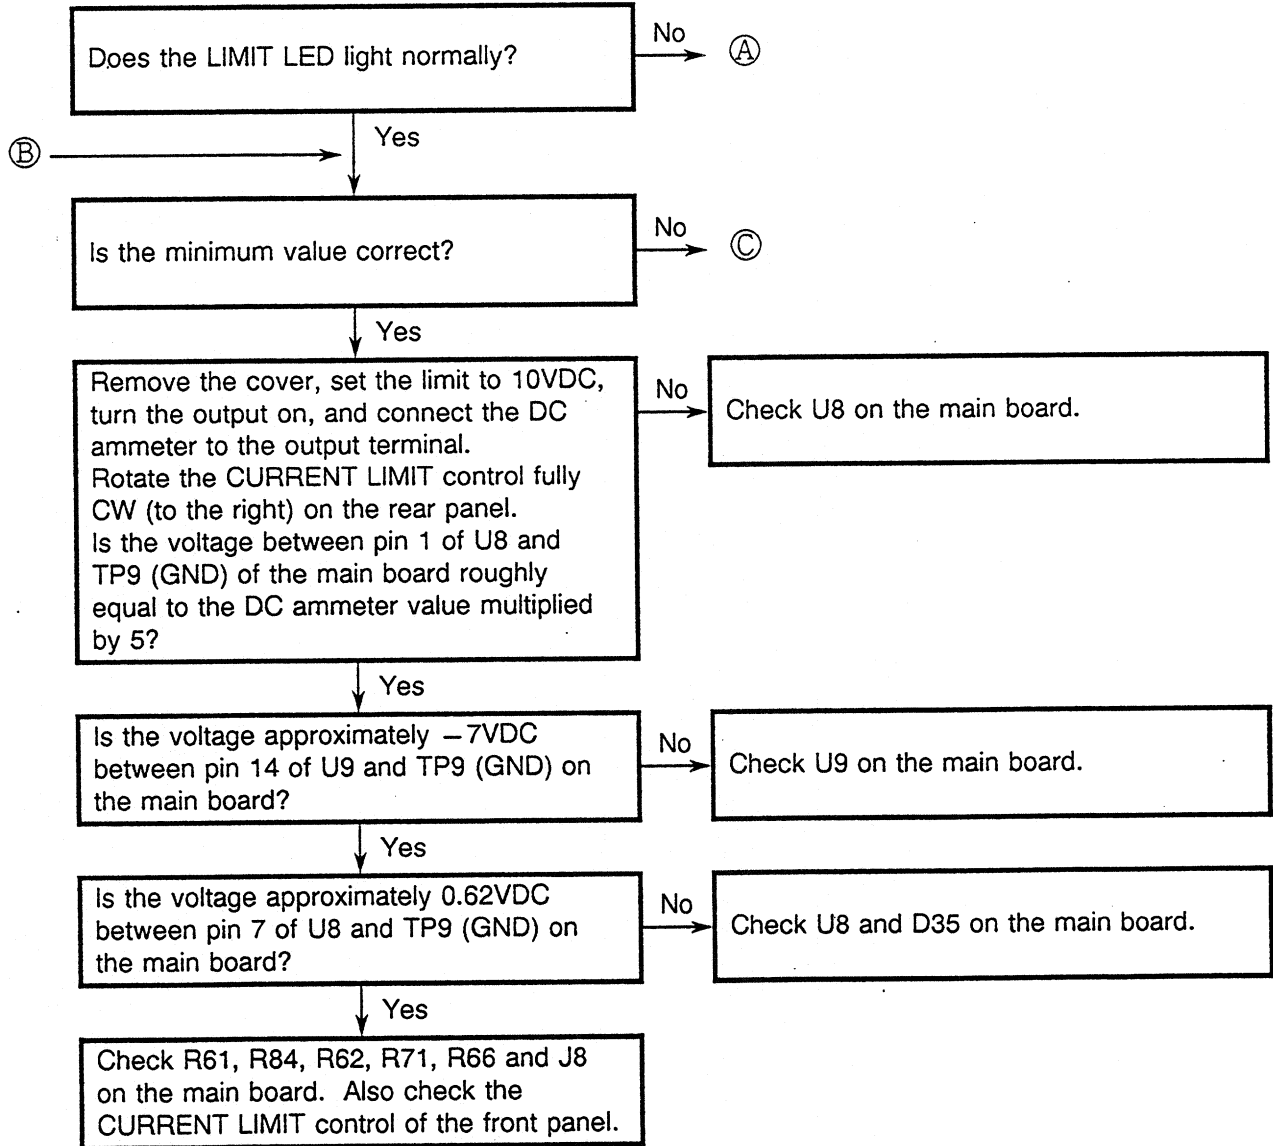 Does the LIMIT LED light normally?
No
Ⓐ
Yes
Ⓑ
Is the minimum value correct?
No
Ⓒ
Yes
Remove the cover, set the limit to 10VDC,
turn the output on, and connect the DC
ammeter to the output terminal.
Rotate the CURRENT LIMIT control fully
CW (to the right) on the rear panel.
Is the voltage between pin 1 of U8 and
TP9 (GND) of the main board roughly
equal to the DC ammeter value multiplied
by 5?
No
Check U8 on the main board.
Yes
Is the voltage approximately −7VDC
between pin 14 of U9 and TP9 (GND) on
the main board?
No
Check U9 on the main board.
Yes
Is the voltage approximately 0.62VDC
between pin 7 of U8 and TP9 (GND) on
the main board?
No
Check U8 and D35 on the main board.
Yes
Check R61, R84, R62, R71, R66 and J8
on the main board. Also check the
CURRENT LIMIT control of the front panel.